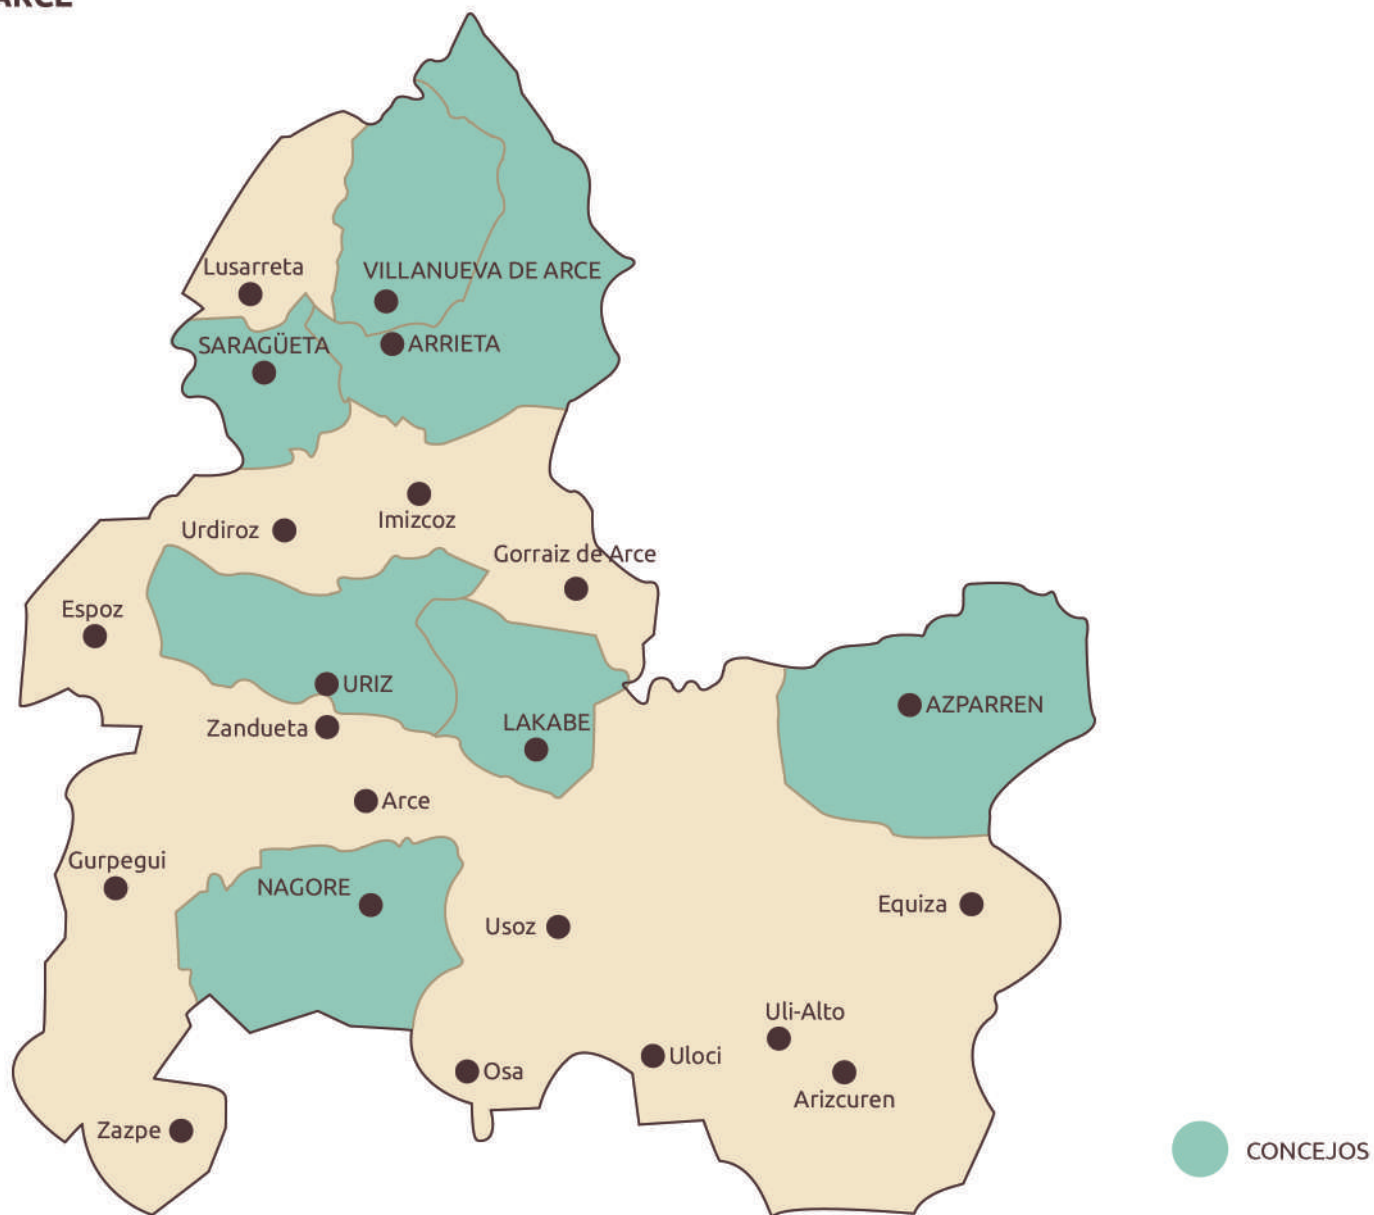 ARCE
Lusarreta
VILLANUEVA DE ARCE
SARAGÜETA
ARRIETA
Imizcoz
Urdiroz
Gorraiz de Arce
Espoz
URIZ
AZPARREN
LAKABE
Zandueta
Arce
Gurpegui
NAGORE
Equiza
Usoz
Uli-Alto
Uloci
Osa
Arizcuren
Zazpe
CONCEJOS